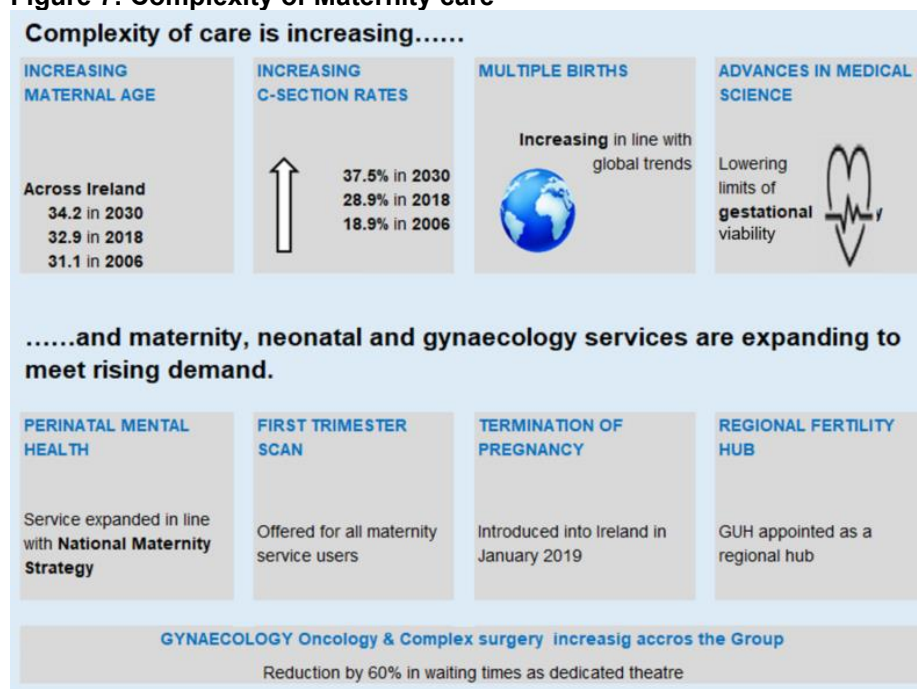 Figure 7: Complexity of Maternity care
Complexity of care is increasing……
INCREASING
MATERNAL AGE
Across Ireland
34.2 in 2030
32.9 in 2018
31.1 in 2006
INCREASING
C-SECTION RATES
37.5% in 2030
28.9% in 2018
18.9% in 2006
MULTIPLE BIRTHS
Increasing in line with
global trends
ADVANCES IN MEDICAL
SCIENCE
Lowering
limits of
gestational
viability
y
……and maternity, neonatal and gynaecology services are expanding to
meet rising demand.
PERINATAL MENTAL
HEALTH
Service expanded in line
with National Maternity
Strategy
FIRST TRIMESTER
SCAN
Offered for all maternity
service users
TERMINATION OF
PREGNANCY
Introduced into Ireland in
January 2019
REGIONAL FERTILITY
HUB
GUH appointed as a
regional hub
GYNAECOLOGY Oncology & Complex surgery increasig accros the Group
Reduction by 60% in waiting times as dedicated theatre